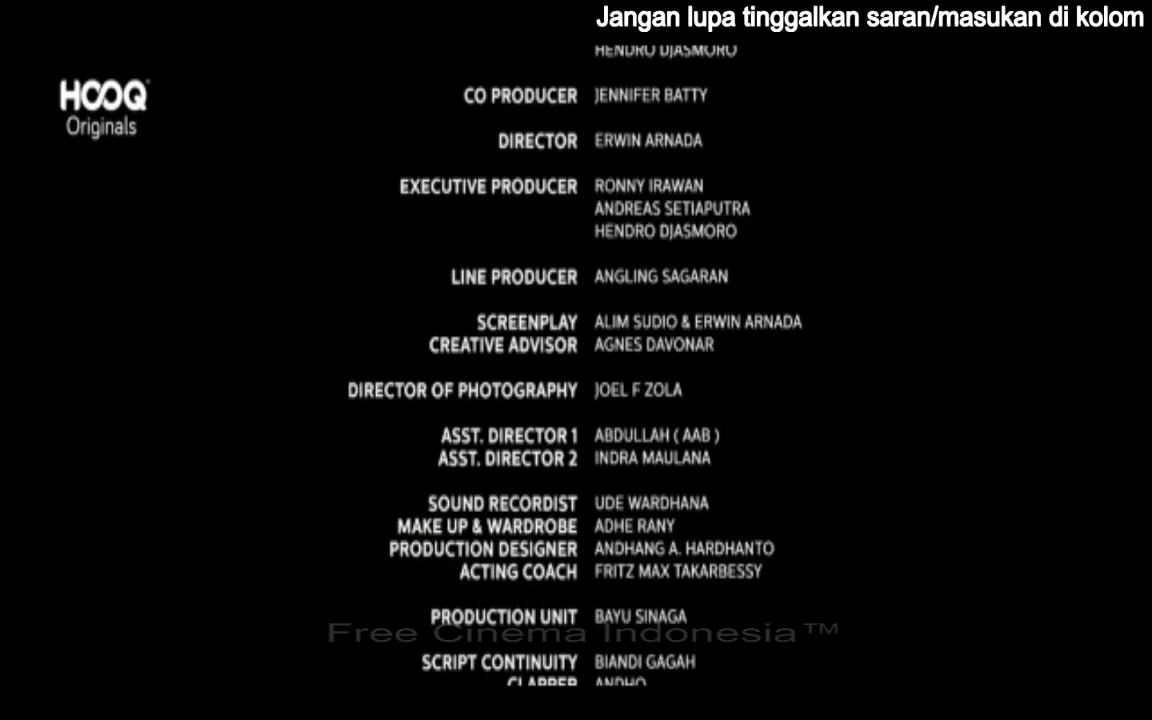 Jangan lupa tinggalkan saran/masukan di kolom
HENDRO DJASMORO
HOOQ
Originals
CO PRODUCER JENNIFER BATTY
DIRECTOR ERWIN ARNADA
EXECUTIVE PRODUCER RONNY IRAWAN
ANDREAS SETIAPUTRA
HENDRO DJASMORO
LINE PRODUCER ANGLING SAGARAN
SCREENPLAY ALIM SUDIO & ERWIN ARNADA
CREATIVE ADVISOR AGNES DAVONAR
DIRECTOR OF PHOTOGRAPHY JOEL F ZOLA
ASST. DIRECTOR 1 ABDULLAH ( AAB )
ASST. DIRECTOR 2 INDRA MAULANA
SOUND RECORDIST UDE WARDHANA
MAKE UP & WARDROBE ADHE RANY
PRODUCTION DESIGNER ANDHANG A. HARDHANTO
ACTING COACH FRITZ MAX TAKARBESSY
PRODUCTION UNIT BAYU SINAGA
Free Cinema Indonesia™
SCRIPT CONTINUITY BIANDI GAGAH
CLAPPER ANDHO